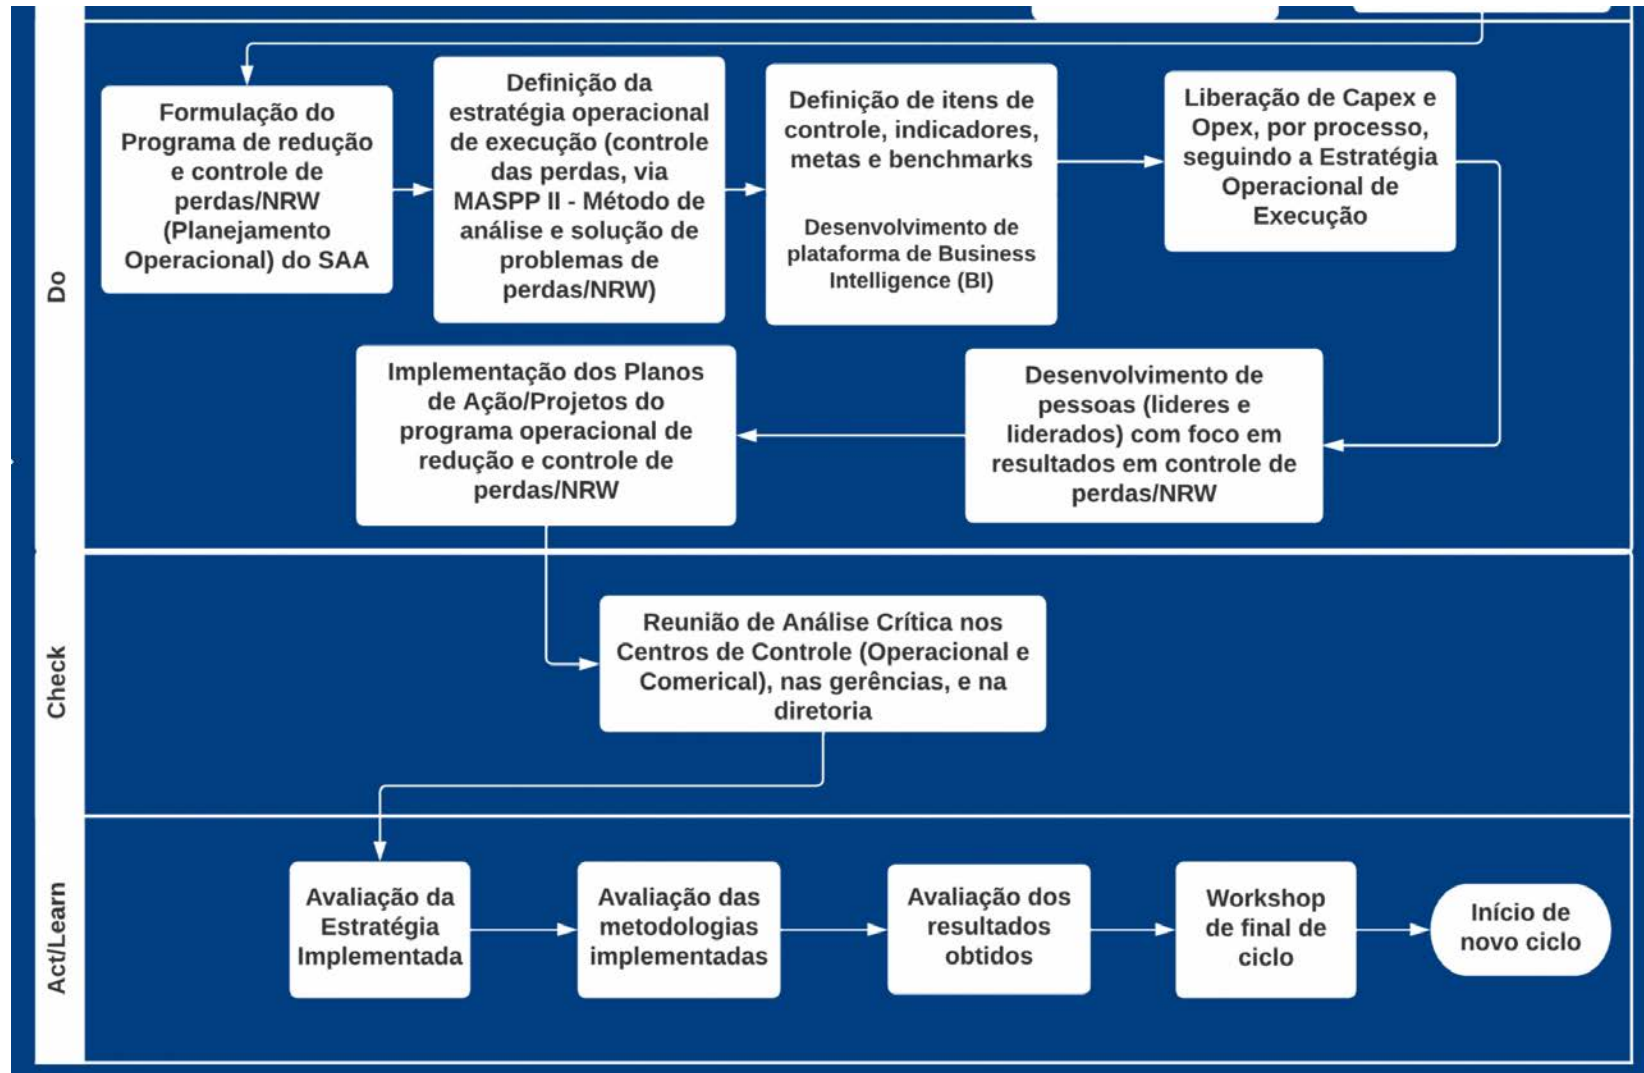 Do
Formulação do
Programa de redução
e controle de
perdas/NRW
(Planejamento
Operacional) do SAA
Definição da
estratégia operacional
de execução (controle
das perdas, via
MASPP II - Método de
análise e solução de
problemas de
perdas/NRW)
Definição de itens de
controle, indicadores,
metas e benchmarks
Desenvolvimento de
plataforma de Business
Intelligence (BI)
Liberação de Capex e
Opex, por processo,
seguindo a Estratégia
Operacional de
Execução
Desenvolvimento de
pessoas (lideres e
liderados) com foco em
resultados em controle de
perdas/NRW
Implementação dos Planos
de Ação/Projetos do
programa operacional de
redução e controle de
perdas/NRW
Check
Reunião de Análise Crítica nos
Centros de Controle (Operacional e
Comerical), nas gerências, e na
diretoria
Act/Learn
Avaliação da
Estratégia
Implementada
Avaliação das
metodologias
implementadas
Avaliação dos
resultados
obtidos
Workshop
de final de
ciclo
Início de
novo ciclo